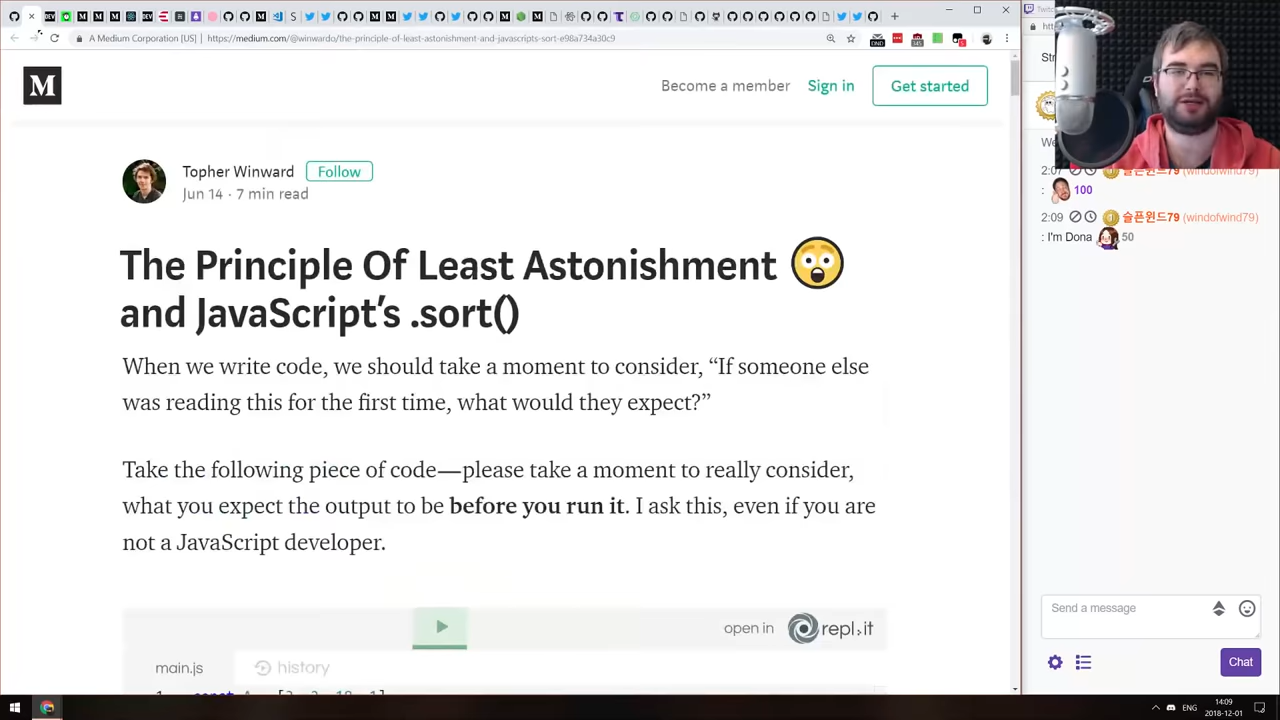 A Medium Corporation [US] | https://medium.com/@winwardo/the-principle-of-least-astonishment-and-javascripts-sort-e98a734a30c9
M
Become a member
Sign in
Get started
Topher Winward
Follow
Jun 14 · 7 min read
The Principle Of Least Astonishment 😲
and JavaScript's .sort()
When we write code, we should take a moment to consider, “If someone else
was reading this for the first time, what would they expect?”
Take the following piece of code—please take a moment to really consider,
what you expect the output to be before you run it. I ask this, even if you are
not a JavaScript developer.
open in repl.it
main.js
history
2:07
슬픈윈드79 (windofwind79)
: 100
2:09
슬픈윈드79 (windofwind79)
: I'm Dona 50
Send a message
Chat
ENG
14:09
2018-12-01